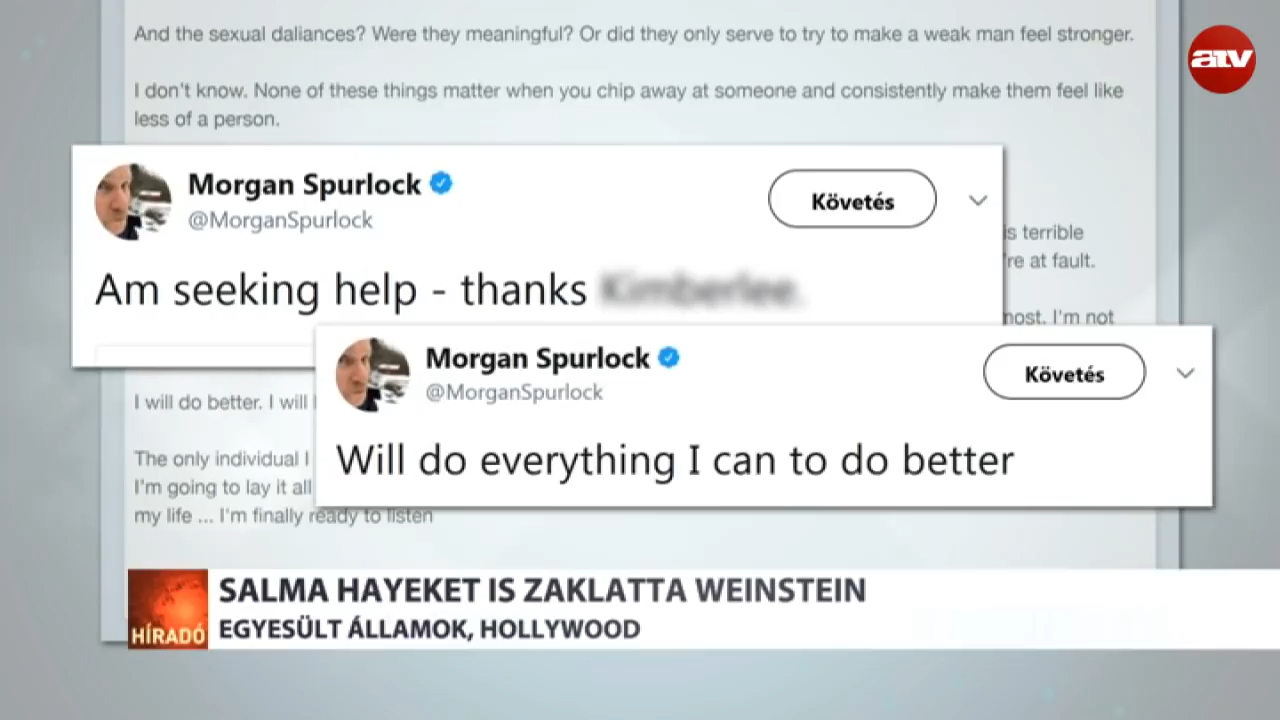 And the sexual daliances? Were they meaningful? Or did they only serve to try to make a weak man feel stronger.
I don't know. None of these things matter when you chip away at someone and consistently make them feel like
less of a person.
atv
Morgan Spurlock
@MorganSpurlock
Követés
Am seeking help - thanks
is terrible
're at fault.
most. I'm not
Morgan Spurlock
@MorganSpurlock
Követés
Will do everything I can to do better
I will do better. I will
The only individual I
I'm going to lay it all
my life ... I'm finally ready to listen
HÍRADÓ
SALMA HAYEKET IS ZAKLATTA WEINSTEIN
EGYESÜLT ÁLLAMOK, HOLLYWOOD